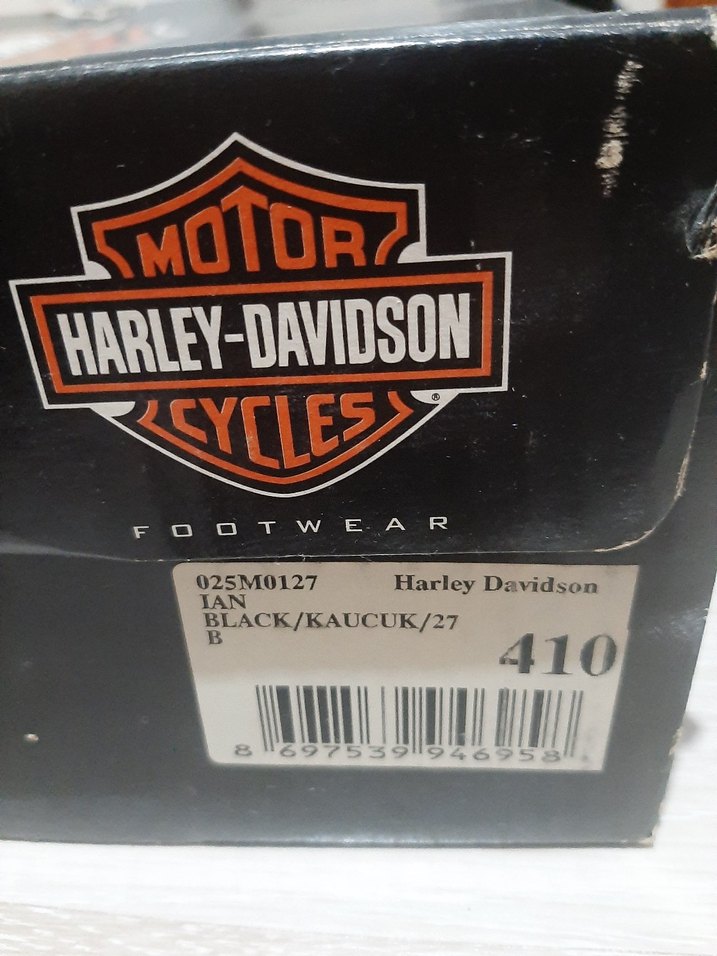 MOTOR
HARLEY-DAVIDSON
CYCLES ®
FOOTWEAR
025M0127 Harley Davidson
IAN
BLACK/KAUCUK/27
B
410
8 697539 946958